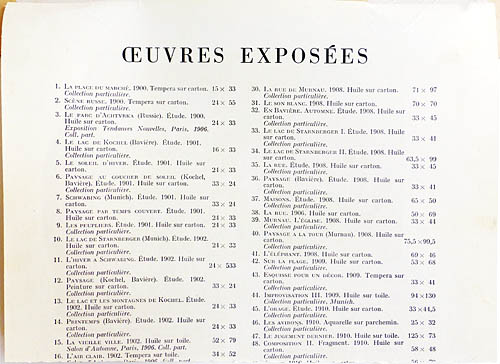 ŒUVRES EXPOSÉES
1. LA PLACE DU MARCHÉ. 1900. Tempera sur carton. 15 × 33
Collection particulière.
2. SCÈNE RUSSE. 1900. Tempera sur carton. 21 × 55
Collection particulière.
3. LE PARC D'ACHTYRKA (Russie). Étude. 1900.
Huile sur carton. 24 × 33
Exposition Tendances Nouvelles, Paris, 1906.
Coll. part.
4. LE LAC DE KOCHEL (Bavière). Étude. 1901.
Huile sur carton. 16 × 33
Collection particulière.
5. LE SOLEIL D'HIVER. Étude. 1901. Huile
sur carton. 24 × 33
Collection particulière.
6. PAYSAGE AU COUCHER DE SOLEIL (Kochel,
Bavière). Étude. 1901. Huile sur carton. 33 × 24
Collection particulière.
7. SCHWABING (Munich). Étude. 1901. Huile
sur carton. 33 × 24
Collection particulière.
8. PAYSAGE PAR TEMPS COUVERT. Étude. 1901.
Huile sur carton. 24 × 33
9. LES PEUPLIERS. Étude. 1901. Huile sur carton. 24 × 33
Collection particulière.
10. LE LAC DE STARNBERGER (Munich). Étude. 1902.
Huile sur carton. 24 × 33
Collection particulière.
11. L'HIVER A SCHWABING. Étude. 1902. Huile
sur carton. 24 × 533
Collection particulière.
12. PAYSAGE (Kochel, Bavière). Étude. 1902.
Peinture sur carton. 33 × 24
Collection particulière.
13. LE LAC ET LES MONTAGNES DE KOCHEL. Étude.
1902. Huile sur carton. 24 × 33
Collection particulière.
14. PRINTEMPS (Bavière). Étude. 1902. Huile
sur carton. 24 × 33
Collection particulière.
15. LA VIEILLE VILLE. 1902. Huile sur toile. 52 × 79
Salon d'Automne, Paris, 1906. Coll. part.
16. L'AIR CLAIR. 1902. Tempera sur toile. 34 × 52
30. LA RUE DE MURNAU. 1908. Huile sur carton. 71 × 97
Collection particulière.
31. LE SON BLANC. 1908. Huile sur carton. 70 × 70
32. EN BAVIÈRE. AUTOMNE. Étude. 1908. Huile
sur carton. 33 × 45
Collection particulière.
33. LE LAC DE STARNBERGER I. Étude. 1908. Huile
sur carton. 33 × 41
Collection particulière.
34. LE LAC DE STARNBERGER II. Étude. 1908. Huile
sur carton. 63,5 × 99
35. LA RUE. Étude. 1908. Huile sur carton. 33 × 45
Collection particulière.
36. PAYSAGE A LA BAVIÈRE). Étude. 1908. Huile
sur carton. 33 × 41
Collection particulière.
37. MAISONS. Étude. 1908. Huile sur carton. 65 × 50
Collection particulière.
38. LA RUE. 1906. Huile sur carton. 50 × 69
39. MURNAU. L'ÉGLISE. 1908. Huile sur carton. 33 × 41
Collection particulière.
40. PAYSAGE A LA TOUR (Murnau). 1908. Huile
sur carton. 75,5 × 99,5
Collection particulière.
41. L'ÉLÉPHANT. 1908. Huile sur carton. 69 × 46
42. SUR LA PLAGE. 1909. Huile sur carton. 53 × 68
Collection particulière.
43. ESQUISSE POUR UN DÉCOR. 1909. Tempera sur
carton. 33 × 41
Collection particulière.
44. IMPROVISATION III. 1909. Huile sur toile. 94 × 130
Collection particulière, Munich.
45. L'ORAGE. Étude. 1910. Huile sur carton. 33 × 44,5
Collection particulière.
46. LES AVIRONS. 1910. Aquarelle sur parchemin. 25 × 32
Collection particulière.
47. LE JUGEMENT DERNIER. 1910. Huile sur toile. 125 × 73
48. COMPOSITION II. Fragment. 1910. Huile sur
carton. 58 × 48
Collection particulière.